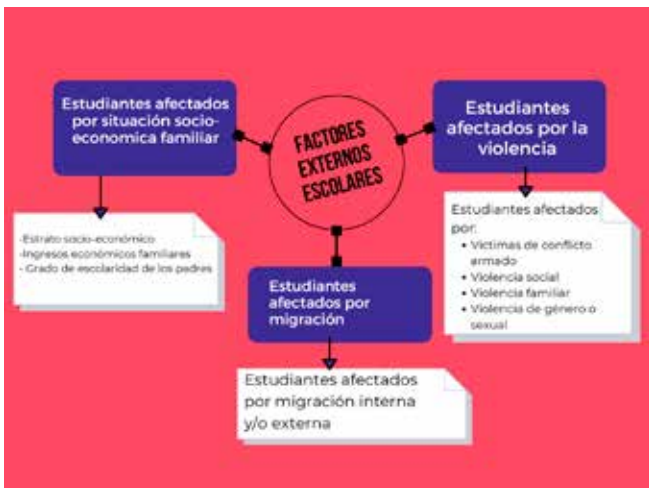 FACTORES
EXTERNOS
ESCOLARES
Estudiantes afectados
por situación socio-
economica familiar
-Estrato socio-económico
-Ingresos económicos familiares
- Grado de escolaridad de los padres
Estudiantes
afectados por
migración
Estudiantes afectados
por migración interna
y/o externa
Estudiantes
afectados por la
violencia
Estudiantes afectados
por:
• Víctimas de conflicto
armado
• Violencia social
• Violencia familiar
• Violencia de género o
sexual